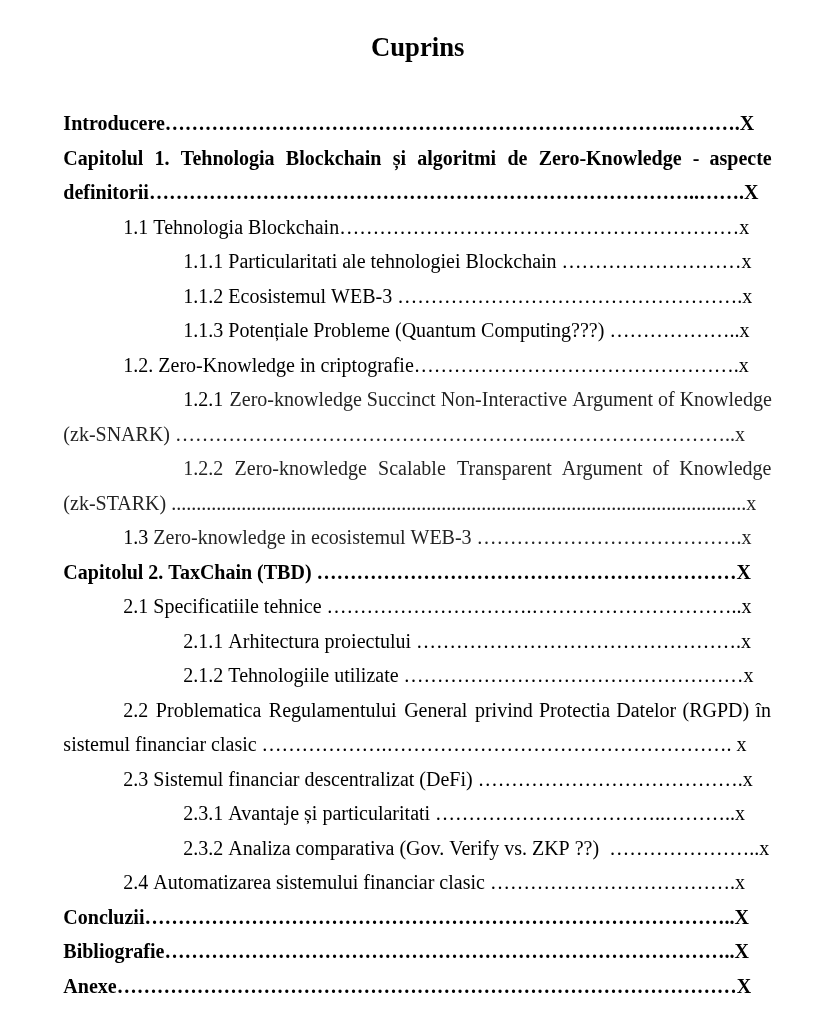 Cuprins
Introducere…………………………………………………………………..……….X
Capitolul 1. Tehnologia Blockchain și algoritmi de Zero-Knowledge - aspecte
definitorii………………………………………………………………………..…….X
1.1 Tehnologia Blockchain……………………………………………………x
1.1.1 Particularitati ale tehnologiei Blockchain ………………………x
1.1.2 Ecosistemul WEB-3 …………………………………………….x
1.1.3 Potențiale Probleme (Quantum Computing???) ………………..x
1.2. Zero-Knowledge in criptografie………………………………………….x
1.2.1 Zero-knowledge Succinct Non-Interactive Argument of Knowledge
(zk-SNARK) ………………………………………………..………………………..x
1.2.2 Zero-knowledge Scalable Transparent Argument of Knowledge
(zk-STARK) ...................................................................................................................x
1.3 Zero-knowledge in ecosistemul WEB-3 ………………………………….x
Capitolul 2. TaxChain (TBD) ………………………………………………………X
2.1 Specificatiile tehnice ………………………….…………………………..x
2.1.1 Arhitectura proiectului ………………………………………….x
2.1.2 Tehnologiile utilizate ……………………………………………x
2.2 Problematica Regulamentului General privind Protectia Datelor (RGPD) în
sistemul financiar clasic ……………….……………………………………………. x
2.3 Sistemul financiar descentralizat (DeFi) ………………………………….x
2.3.1 Avantaje și particularitati ……………………………..………..x
2.3.2 Analiza comparativa (Gov. Verify vs. ZKP ??) …………………..x
2.4 Automatizarea sistemului financiar clasic ……………………………….x
Concluzii……………………………………………………………………………..X
Bibliografie…………………………………………………………………………..X
Anexe…………………………………………………………………………………X